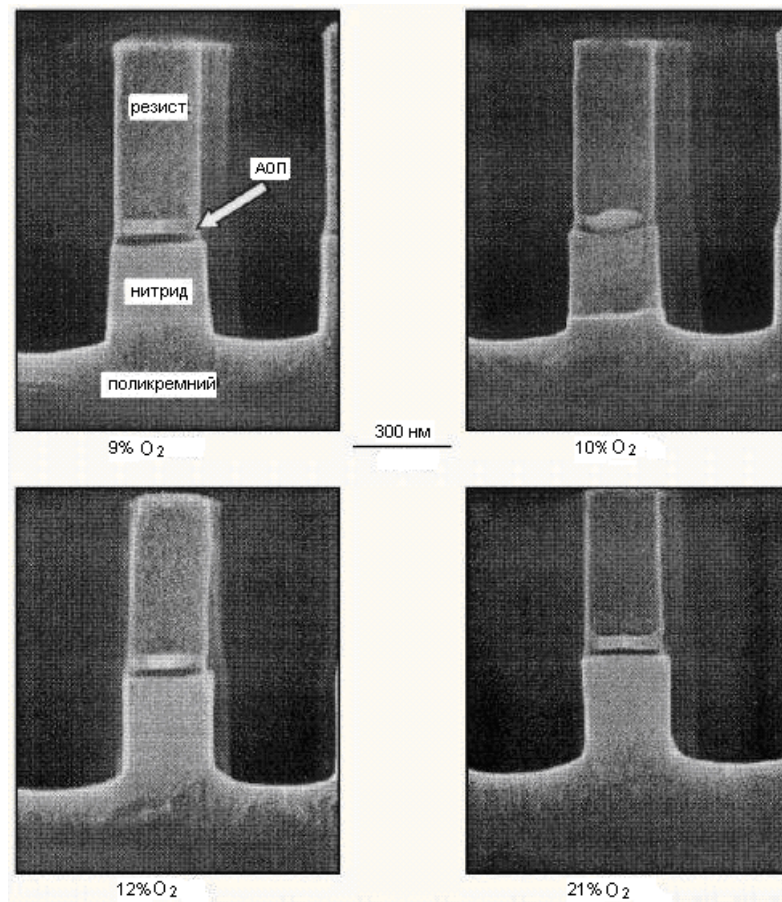 резист
АОП
нитрид
поликремний
9% O2
300 нм
10% O2
12% O2
21% O2